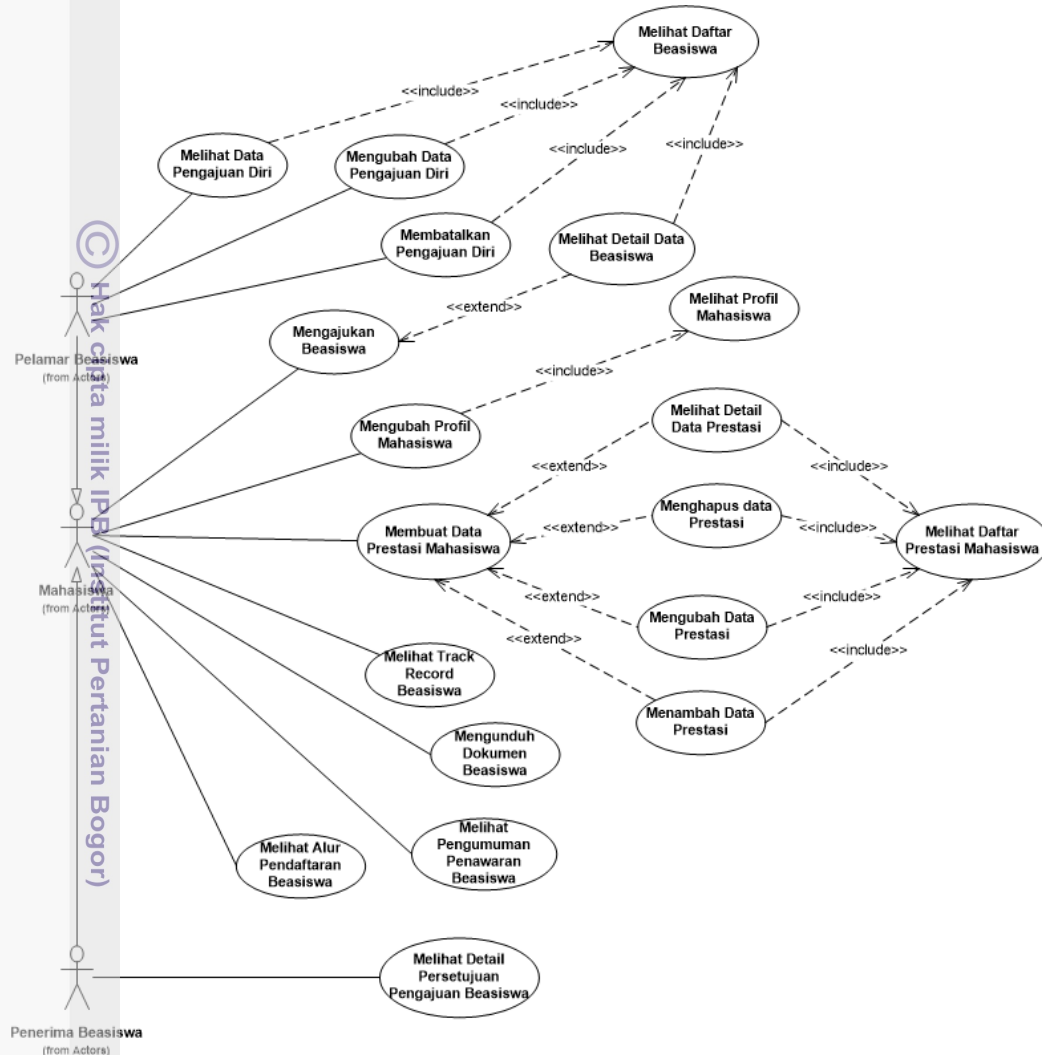 Melihat Daftar
Beasiswa
<<include>>
<<include>>
<<include>>
<<include>>
Melihat Data
Pengajuan Diri
Mengubah Data
Pengajuan Diri
Membatalkan
Pengajuan Diri
Melihat Detail Data
Beasiswa
<<extend>>
Melihat Profil
Mahasiswa
Mengajukan
Beasiswa
Pelamar Beasiswa
(from Actors)
<<include>>
Mengubah Profil
Mahasiswa
Melihat Detail
Data Prestasi
<<extend>>
<<include>>
Menghapus data
Prestasi
<<extend>>
<<include>>
Membuat Data
Prestasi Mahasiswa
Melihat Daftar
Prestasi Mahasiswa
Mahasiswa
(from Actors)
<<extend>>
<<include>>
Mengubah Data
Prestasi
<<extend>>
<<include>>
Melihat Track
Record
Beasiswa
Menambah Data
Prestasi
Mengunduh
Dokumen
Beasiswa
Melihat Alur
Pendaftaran
Beasiswa
Melihat
Pengumuman
Penawaran
Beasiswa
Melihat Detail
Persetujuan
Pengajuan Beasiswa
Penerima Beasiswa
(from Actors)
© Hak cipta milik IPB (Institut Pertanian Bogor)